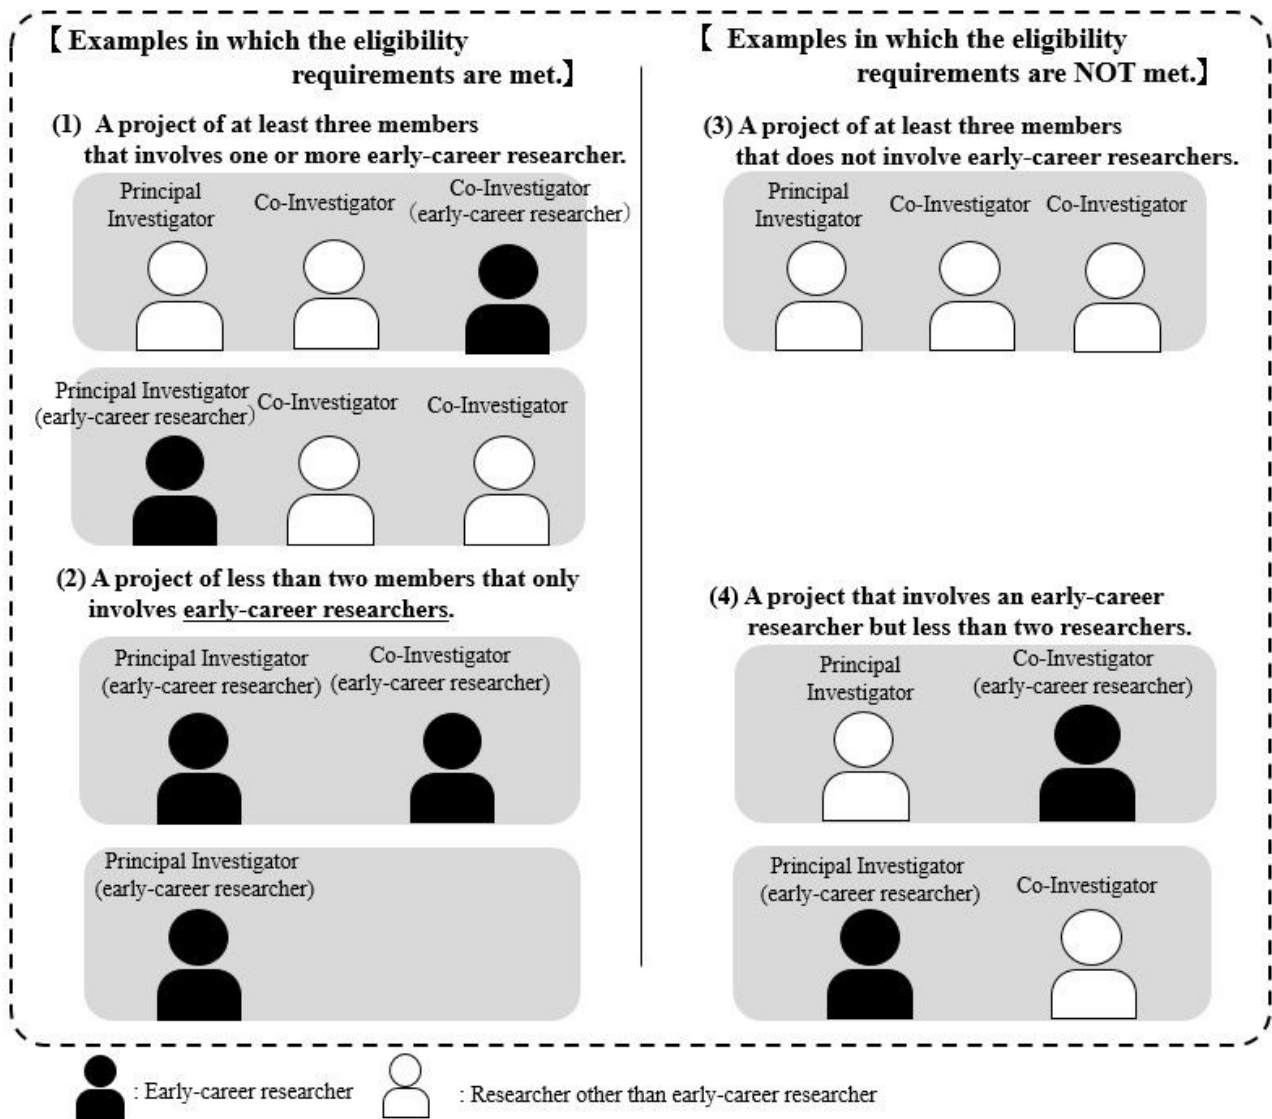 【 Examples in which the eligibility
requirements are met.】
(1) A project of at least three members
that involves one or more early-career researcher.
Principal
Investigator
Co-Investigator
Co-Investigator
(early-career researcher)
Principal Investigator
(early-career researcher)
Co-Investigator
Co-Investigator
(2) A project of less than two members that only
involves early-career researchers.
Principal Investigator
(early-career researcher)
Co-Investigator
(early-career researcher)
Principal Investigator
(early-career researcher)
【 Examples in which the eligibility
requirements are NOT met.】
(3) A project of at least three members
that does not involve early-career researchers.
Principal
Investigator
Co-Investigator
Co-Investigator
(4) A project that involves an early-career
researcher but less than two researchers.
Principal
Investigator
Co-Investigator
(early-career researcher)
Principal Investigator
(early-career researcher)
Co-Investigator
: Early-career researcher
: Researcher other than early-career researcher